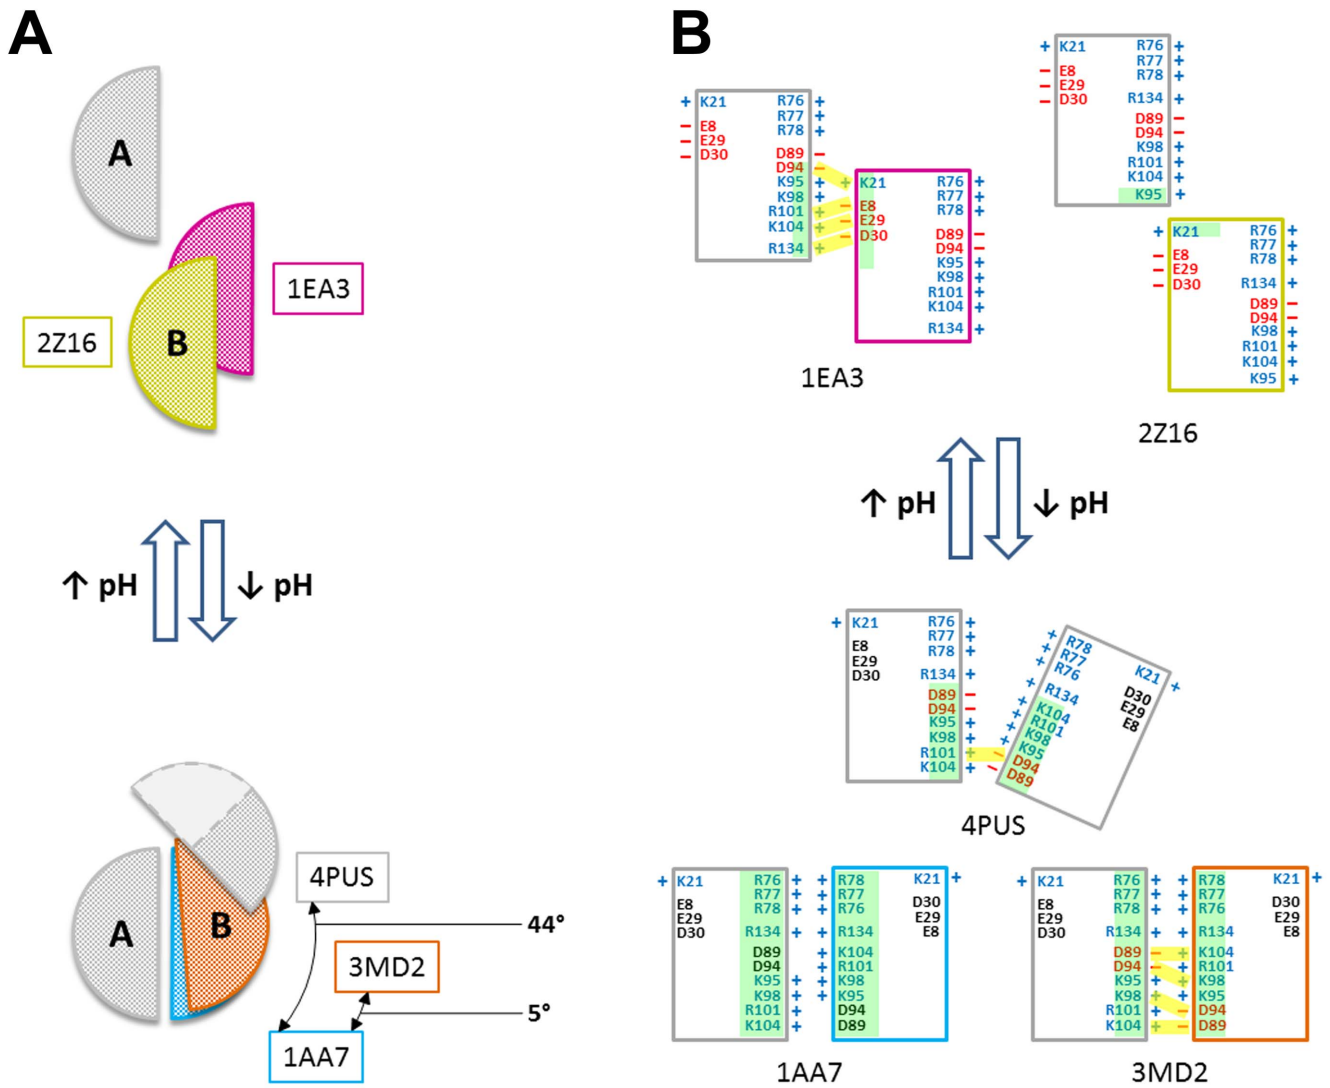 A
A
1EA3
2Z16
B
↑ pH
↓ pH
A
B
4PUS
44°
3MD2
5°
1AA7
B
+ K21 R76 +
R77 +
− E8 R78 +
− E29
− D30 D89 −
D94 −
K95 +
K98 +
R101 +
K104 +
R134 +
+ K21 R76 +
R77 +
− E8 R78 +
− E29
− D30 D89 −
D94 −
K95 +
K98 +
R101 +
K104 +
R134 +
1EA3
+ K21 R76 +
R77 +
− E8 R78 +
− E29
− D30 R134 +
D89 −
D94 −
K98 +
R101 +
K104 +
K95 +
+ K21 R76 +
R77 +
− E8 R78 +
− E29
− D30 R134 +
D89 −
D94 −
K98 +
R101 +
K104 +
K95 +
2Z16
↑ pH
↓ pH
+ K21 R76 +
R77 +
E8 R78 +
E29
D30 R134 +
D89 −
D94 −
K95 +
K98 +
R101 +
K104 +
+ R78 K21 +
+ R77
+ R76 D30
E29
+ R134 E8
+ K104
+ R101
+ K98
+ K95
− D94
− D89
4PUS
+ K21 R76 +
R77 +
E8 R78 +
E29
D30 R134 +
D89
D94
K95 +
K98 +
R101 +
K104 +
+ R78 K21 +
+ R77
+ R76 D30
E29
+ R134 E8
+ K104
+ R101
+ K98
+ K95
D94
D89
1AA7
+ K21 R76 +
R77 +
E8 R78 +
E29
D30 R134 +
D89 −
D94 −
K95 +
K98 +
R101 +
K104 +
+ R78 K21 +
+ R77
+ R76 D30
E29
+ R134 E8
+ K104
+ R101
+ K98
+ K95
− D94
− D89
3MD2